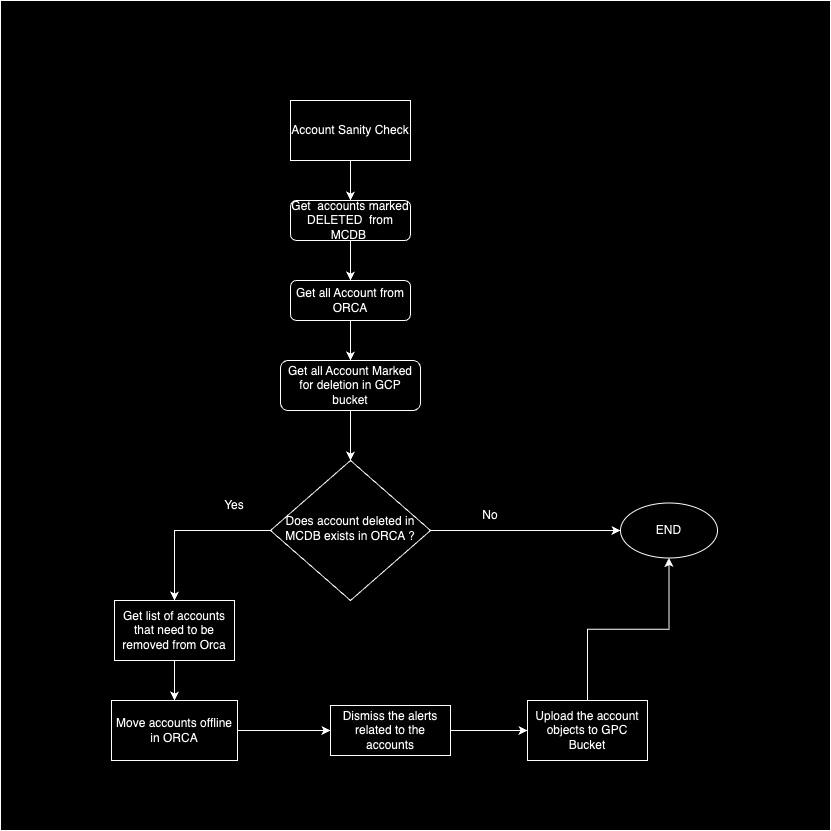 Account Sanity Check
Get accounts marked
DELETED from
MCDB
Get all Account from
ORCA
Get all Account Marked
for deletion in GCP
bucket
Does account deleted in
MCDB exists in ORCA ?
Yes
No
END
Get list of accounts
that need to be
removed from Orca
Move accounts offline
in ORCA
Dismiss the alerts
related to the
accounts
Upload the account
objects to GPC
Bucket